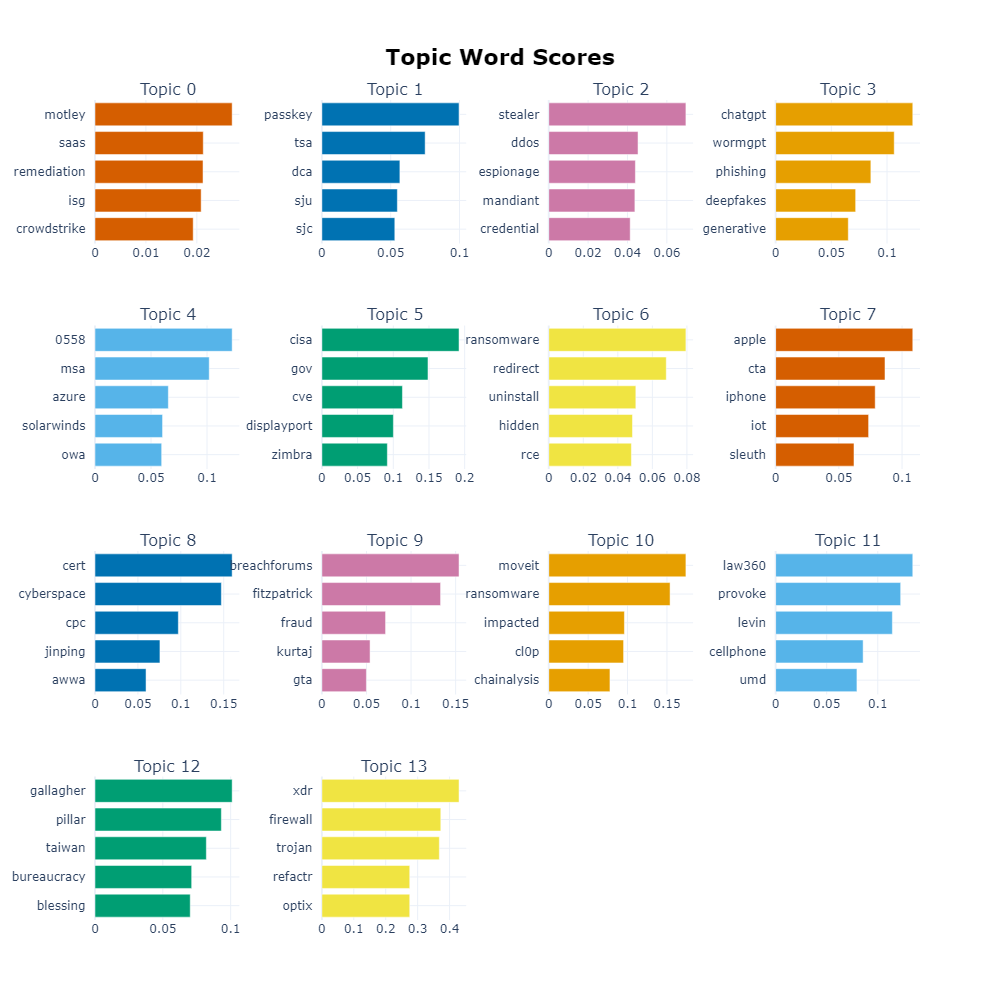 Topic Word Scores
Topic 0
motley
saas
remediation
isg
crowdstrike
0 0.01 0.02
Topic 1
passkey
tsa
dca
sju
sjc
0 0.05 0.1
Topic 2
stealer
ddos
espionage
mandiant
credential
0 0.02 0.04 0.06
Topic 3
chatgpt
wormgpt
phishing
deepfakes
generative
0 0.05 0.1
Topic 4
0558
msa
azure
solarwinds
owa
0 0.05 0.1
Topic 5
cisa
gov
cve
displayport
zimbra
0 0.05 0.1 0.15 0.2
Topic 6
ransomware
redirect
uninstall
hidden
rce
0 0.02 0.04 0.06 0.08
Topic 7
apple
cta
iphone
iot
sleuth
0 0.05 0.1
Topic 8
cert
cyberspace
cpc
jinping
awwa
0 0.05 0.1 0.15
Topic 9
breachforums
fitzpatrick
fraud
kurtaj
gta
0 0.05 0.1 0.15
Topic 10
moveit
ransomware
impacted
cl0p
chainalysis
0 0.05 0.1 0.15
Topic 11
law360
provoke
levin
cellphone
umd
0 0.05 0.1
Topic 12
gallagher
pillar
taiwan
bureaucracy
blessing
0 0.05 0.1
Topic 13
xdr
firewall
trojan
refactr
optix
0 0.1 0.2 0.3 0.4